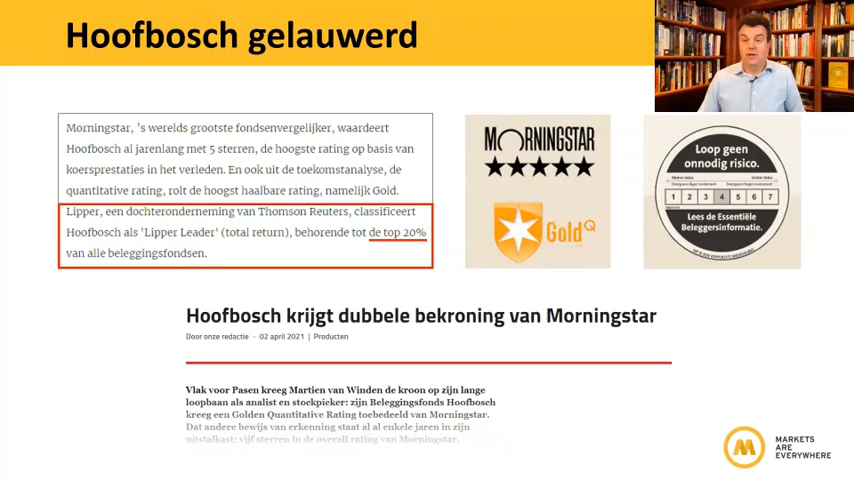 Hoofbosch gelauwerd
Morningstar, 's werelds grootste fondsenvergelijker, waardeert
Hoofbosch al jarenlang met 5 sterren, de hoogste rating op basis van
koersprestaties in het verleden. En ook uit de toekomstanalyse, de
quantitative rating, rolt de hoogst haalbare rating, namelijk Gold.
Lipper, een dochteronderneming van Thomson Reuters, classificeert
Hoofbosch als 'Lipper Leader' (total return), behorende tot de top 20%
van alle beleggingsfondsen.
MORNINGSTAR
★★★★★
Gold Q
Loop geen
onnodig risico.
1 2 3 4 5 6 7
Lees de Essentiële
Beleggersinformatie.
Hoofbosch krijgt dubbele bekroning van Morningstar
Door onze redactie - 02 april 2021 | Producten
Vlak voor Pasen kreeg Martien van Winden de kroon op zijn lange
loopbaan als analist en stockpicker: zijn Beleggingsfonds Hoofbosch
kreeg een Golden Quantitative Rating toebedeeld van Morningstar.
Dat andere bewijs van erkenning staat al al enkele jaren in zijn
uitstalkast: vijf sterren in de overall rating van Morningstar.
MARKETS
ARE
EVERYWHERE